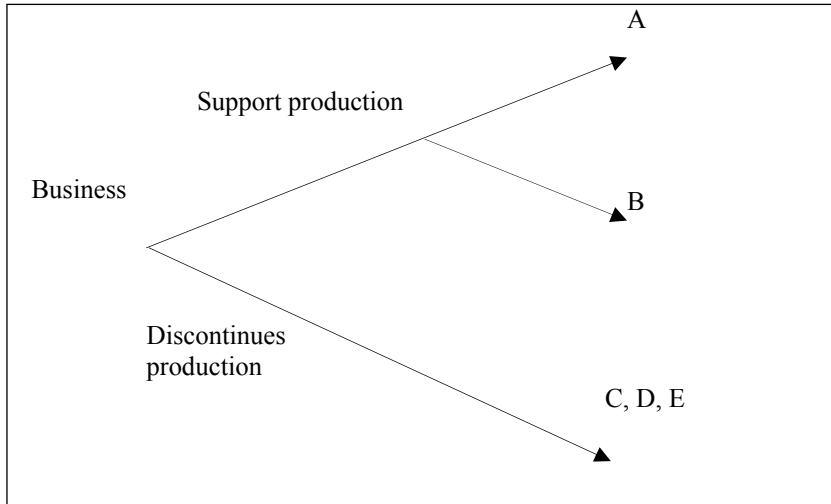 A
Support production
Business
B
Discontinues
production
C, D, E